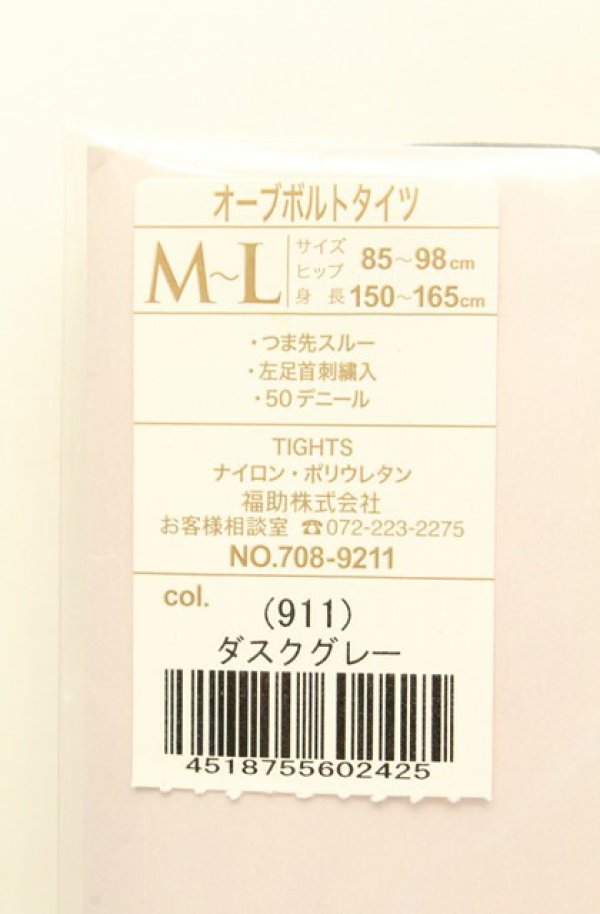 オーブボルトタイツ
M～L
サイズ
ヒップ 85～98cm
身長 150～165cm
・つま先スルー
・左足首刺繍入
・50デニール
TIGHTS
ナイロン・ポリウレタン
福助株式会社
お客様相談室 ☎072-223-2275
NO.708-9211
col. (911)
ダスクグレー
4518755602425